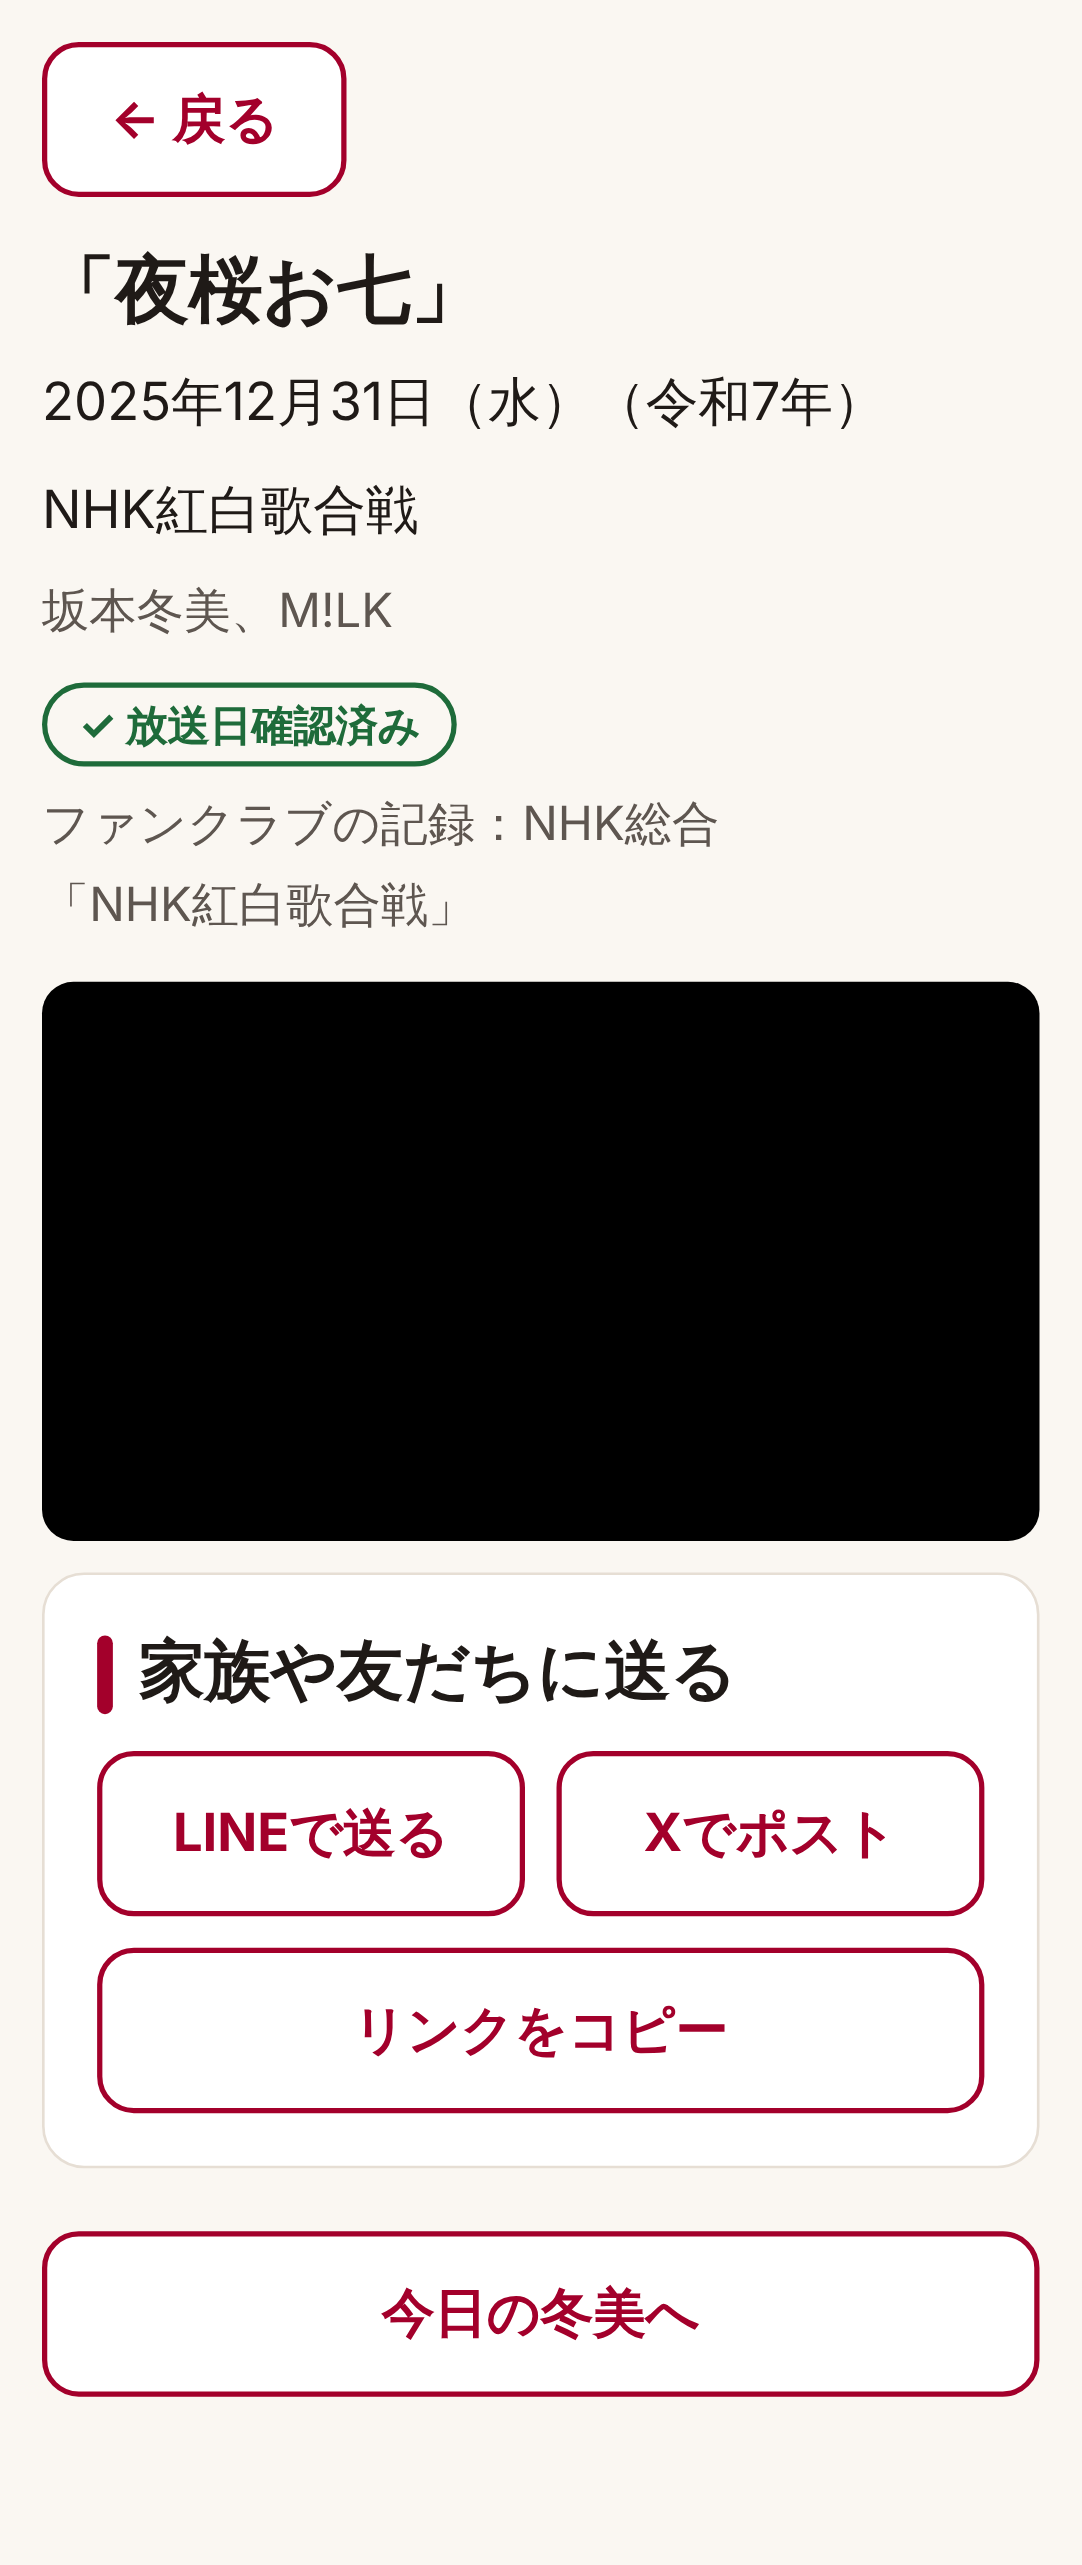 ← 戻る
「夜桜お七」
2025年12月31日（水）（令和7年）
NHK紅白歌合戦
坂本冬美、M!LK
✓ 放送日確認済み
ファンクラブの記録：NHK総合
「NHK紅白歌合戦」
家族や友だちに送る
LINEで送る
Xでポスト
リンクをコピー
今日の冬美へ